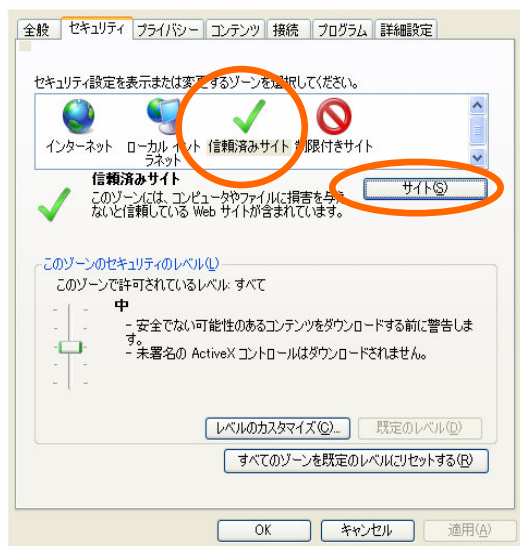 全般 セキュリティ プライバシー コンテンツ 接続 プログラム 詳細設定
セキュリティ設定を表示または変更するゾーンを選択してください。
インターネット ローカル イントラネット 信頼済みサイト 制限付きサイト
信頼済みサイト
サイト(S)
このゾーンには、コンピュータやファイルに損害を与え
ないと信頼している Web サイトが含まれています。
このゾーンのセキュリティのレベル(L)
このゾーンで許可されているレベル: すべて
中
- 安全でない可能性のあるコンテンツをダウンロードする前に警告しま
す。
- 未署名の ActiveX コントロールはダウンロードされません。
レベルのカスタマイズ(C)... 既定のレベル(D)
すべてのゾーンを既定のレベルにリセットする(R)
OK キャンセル 適用(A)